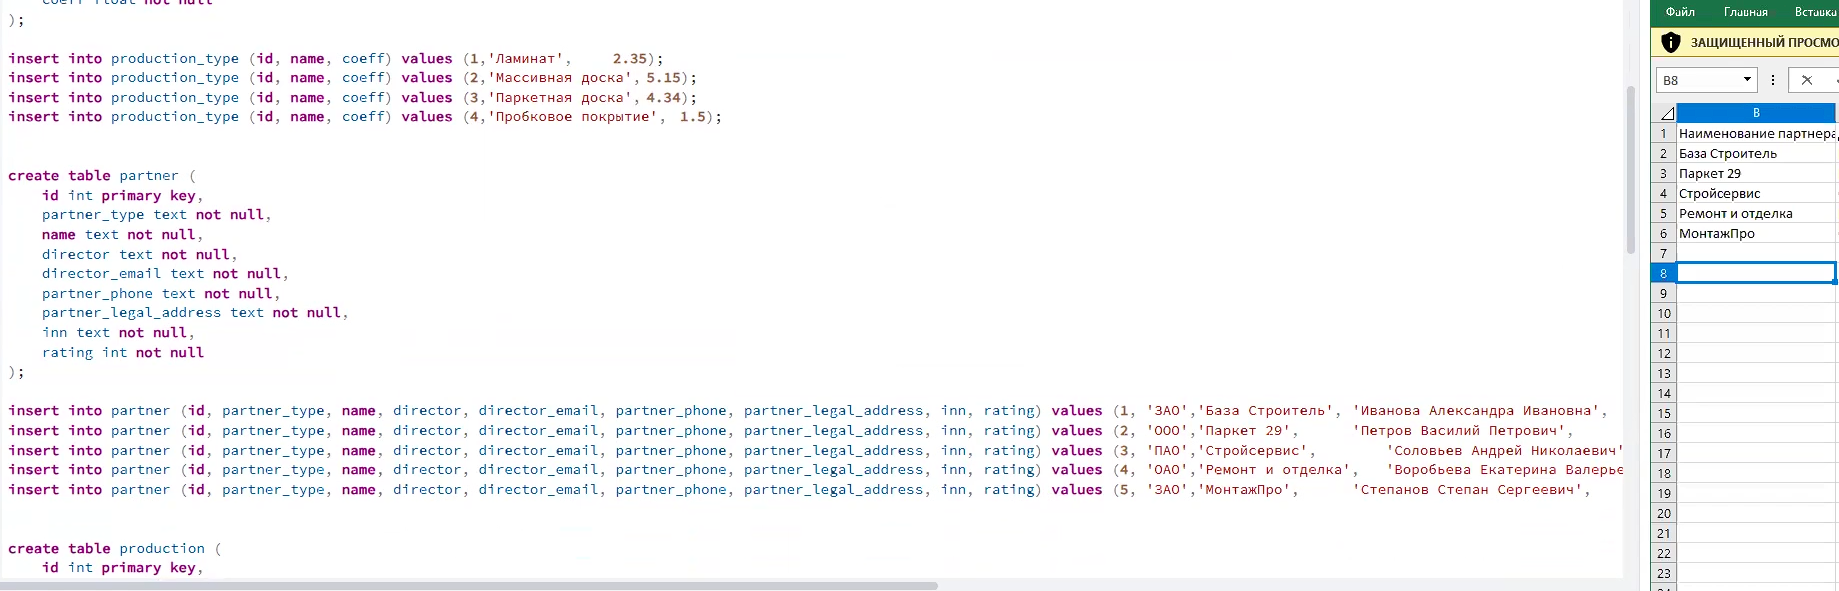 coeff float not null
);
insert into production_type (id, name, coeff) values (1,'Ламинат', 2.35);
insert into production_type (id, name, coeff) values (2,'Массивная доска', 5.15);
insert into production_type (id, name, coeff) values (3,'Паркетная доска', 4.34);
insert into production_type (id, name, coeff) values (4,'Пробковое покрытие', 1.5);
create table partner (
id int primary key,
partner_type text not null,
name text not null,
director text not null,
director_email text not null,
partner_phone text not null,
partner_legal_address text not null,
inn text not null,
rating int not null
);
insert into partner (id, partner_type, name, director, director_email, partner_phone, partner_legal_address, inn, rating) values (1, 'ЗАО','База Строитель', 'Иванова Александра Ивановна',
insert into partner (id, partner_type, name, director, director_email, partner_phone, partner_legal_address, inn, rating) values (2, 'ООО','Паркет 29', 'Петров Василий Петрович',
insert into partner (id, partner_type, name, director, director_email, partner_phone, partner_legal_address, inn, rating) values (3, 'ПАО','Стройсервис', 'Соловьев Андрей Николаевич'
insert into partner (id, partner_type, name, director, director_email, partner_phone, partner_legal_address, inn, rating) values (4, 'ОАО','Ремонт и отделка', 'Воробьева Екатерина Валерье
insert into partner (id, partner_type, name, director, director_email, partner_phone, partner_legal_address, inn, rating) values (5, 'ЗАО','МонтажПро', 'Степанов Степан Сергеевич',
create table production (
id int primary key,
Файл Главная Вставка
ЗАЩИЩЕННЫЙ ПРОСМО
B8
B
1 Наименование партнера
2 База Строитель
3 Паркет 29
4 Стройсервис
5 Ремонт и отделка
6 МонтажПро
7
8
9
10
11
12
13
14
15
16
17
18
19
20
21
22
23